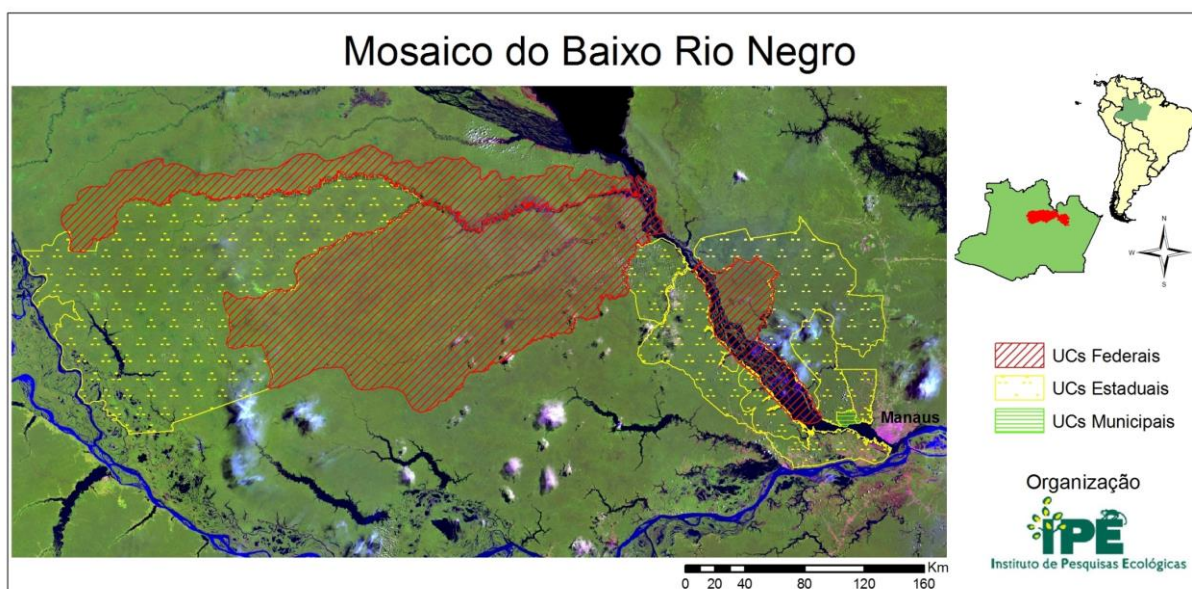 Mosaico do Baixo Rio Negro
N
W
S
UCs Federais
UCs Estaduais
Manaus
UCs Municipais
Organização
IPÊ
Instituto de Pesquisas Ecológicas
Km
0 20 40 80 120 160